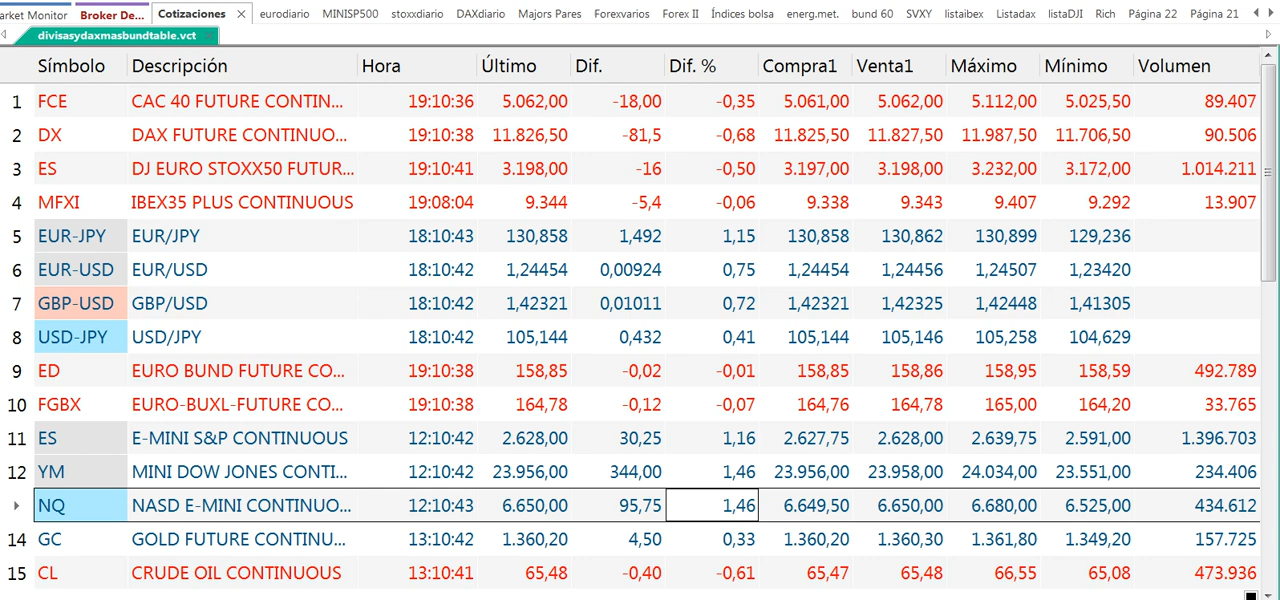 arket Monitor Broker De... Cotizaciones eurodiario MINISP500 stoxxdiario DAXdiario Majors Pares Forexvarios Forex II Índices bolsa energ.met. bund 60 SVXY listaibex Listadax listaDJI Rich Página 22 Página 21
divisasydaxmasbundtable.vct
Símbolo Descripción Hora Último Dif. Dif. % Compra1 Venta1 Máximo Mínimo Volumen
1 FCE CAC 40 FUTURE CONTIN... 19:10:36 5.062,00 -18,00 -0,35 5.061,00 5.062,00 5.112,00 5.025,50 89.407
2 DX DAX FUTURE CONTINUO... 19:10:38 11.826,50 -81,5 -0,68 11.825,50 11.827,50 11.987,50 11.706,50 90.506
3 ES DJ EURO STOXX50 FUTUR... 19:10:41 3.198,00 -16 -0,50 3.197,00 3.198,00 3.232,00 3.172,00 1.014.211
4 MFXI IBEX35 PLUS CONTINUOUS 19:08:04 9.344 -5,4 -0,06 9.338 9.343 9.407 9.292 13.907
5 EUR-JPY EUR/JPY 18:10:43 130,858 1,492 1,15 130,858 130,862 130,899 129,236
6 EUR-USD EUR/USD 18:10:42 1,24454 0,00924 0,75 1,24454 1,24456 1,24507 1,23420
7 GBP-USD GBP/USD 18:10:42 1,42321 0,01011 0,72 1,42321 1,42325 1,42448 1,41305
8 USD-JPY USD/JPY 18:10:42 105,144 0,432 0,41 105,144 105,146 105,258 104,629
9 ED EURO BUND FUTURE CO... 19:10:38 158,85 -0,02 -0,01 158,85 158,86 158,95 158,59 492.789
10 FGBX EURO-BUXL-FUTURE CO... 19:10:38 164,78 -0,12 -0,07 164,76 164,78 165,00 164,20 33.765
11 ES E-MINI S&P CONTINUOUS 12:10:42 2.628,00 30,25 1,16 2.627,75 2.628,00 2.639,75 2.591,00 1.396.703
12 YM MINI DOW JONES CONTI... 12:10:42 23.956,00 344,00 1,46 23.956,00 23.958,00 24.034,00 23.551,00 234.406
NQ NASD E-MINI CONTINUO... 12:10:43 6.650,00 95,75 1,46 6.649,50 6.650,00 6.680,00 6.525,00 434.612
14 GC GOLD FUTURE CONTINU... 13:10:42 1.360,20 4,50 0,33 1.360,20 1.360,30 1.361,80 1.349,20 157.725
15 CL CRUDE OIL CONTINUOUS 13:10:41 65,48 -0,40 -0,61 65,47 65,48 66,55 65,08 473.936